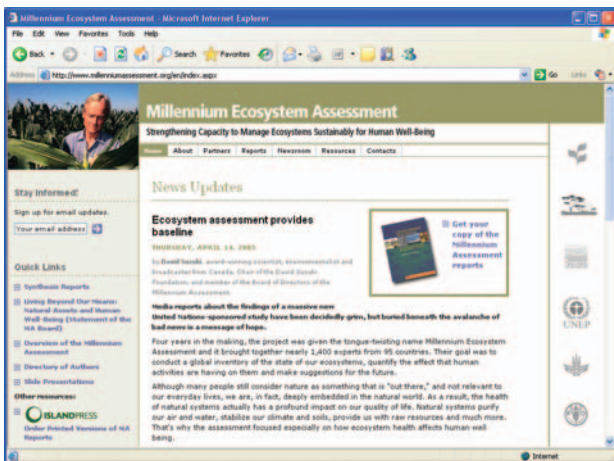 Millennium Ecosystem Assessment - Microsoft Internet Explorer
File Edit View Favorites Tools Help
Back Search Favorites
Address http://www.millenniumassessment.org/en/index.aspx Go Links
Millennium Ecosystem Assessment
Strengthening Capacity to Manage Ecosystems Sustainably for Human Well-Being
Home About Partners Reports Newsroom Resources Contacts
Stay Informed!
Sign up for email updates.
Your email address
Quick Links
Synthesis Reports
Living Beyond Our Means:
Natural Assets and Human
Well-Being (Statement of the
MA Board)
Overview of the Millennium
Assessment
Directory of Authors
Slide Presentations
Other resources:
ISLANDPRESS
Order Printed Versions of MA
Reports
News Updates
Ecosystem assessment provides
baseline
THURSDAY, APRIL 14, 2005
by David Suzuki, award-winning scientist, environmentalist and
broadcaster from Canada, Chair of the David Suzuki
Foundation, and member of the Board of Directors of the
Millennium Assessment.
Get your
copy of the
Millennium
Assessment
reports
Media reports about the findings of a massive new
United Nations-sponsored study have been decidedly grim, but buried beneath the avalanche of
bad news is a message of hope.
Four years in the making, the project was given the tongue-twisting name Millennium Ecosystem
Assessment and it brought together nearly 1,400 experts from 95 countries. Their goal was to
conduct a global inventory of the state of our ecosystems, quantify the effect that human
activities are having on them and make suggestions for the future.
Although many people still consider nature as something that is "out there," and not relevant to
our everyday lives, we are, in fact, deeply embedded in the natural world. As a result, the health
of natural systems actually has a profound impact on our quality of life. Natural systems purify
our air and water, stabilize our climate and soils, provide us with raw resources and much more.
That's why the assessment focused especially on how ecosystem health affects human well
being.
UNEP
Internet